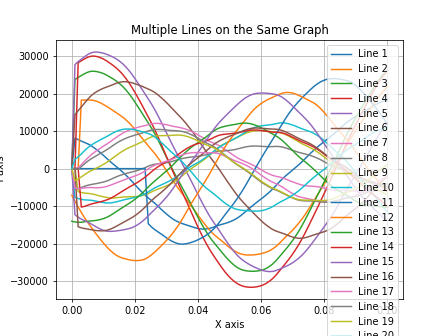 Multiple Lines on the Same Graph
30000
20000
10000
0
−10000
−20000
−30000
0.00
0.02
0.04
0.06
0.08
X axis
Line 1
Line 2
Line 3
Line 4
Line 5
Line 6
Line 7
Line 8
Line 9
Line 10
Line 11
Line 12
Line 13
Line 14
Line 15
Line 16
Line 17
Line 18
Line 19
Line 20